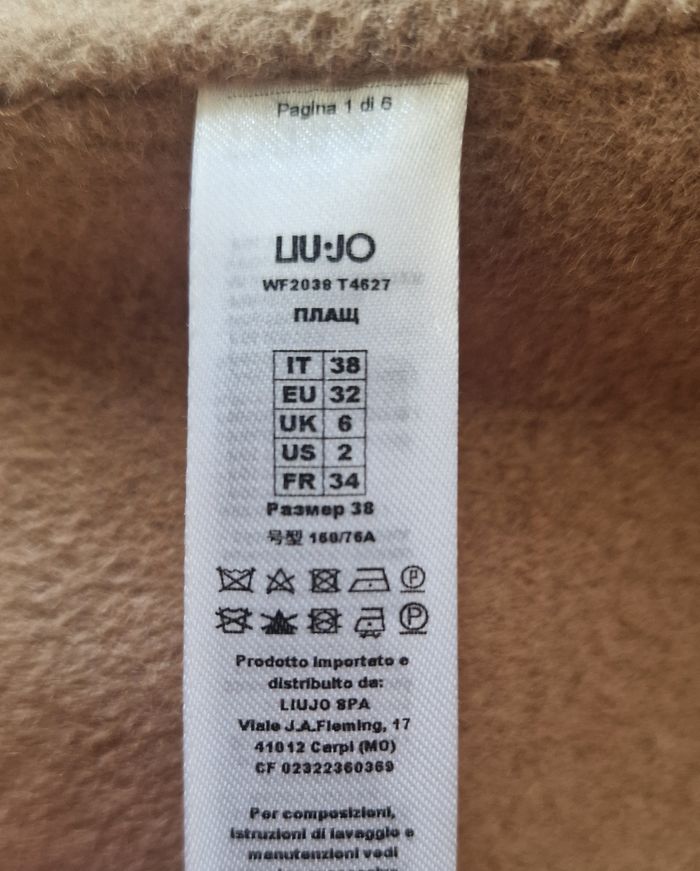 Pagina 1 di 6
LIU·JO
WF2038 T4627
ПЛАЩ
IT 38
EU 32
UK 6
US 2
FR 34
Размер 38
号型 160/76A
P
P
Prodotto importato e
distribuito da:
LIUJO SPA
Viale J.A.Fleming, 17
41012 Carpi (MO)
CF 02322360369
Per composizioni,
istruzioni di lavaggio e
manutenzioni vedi